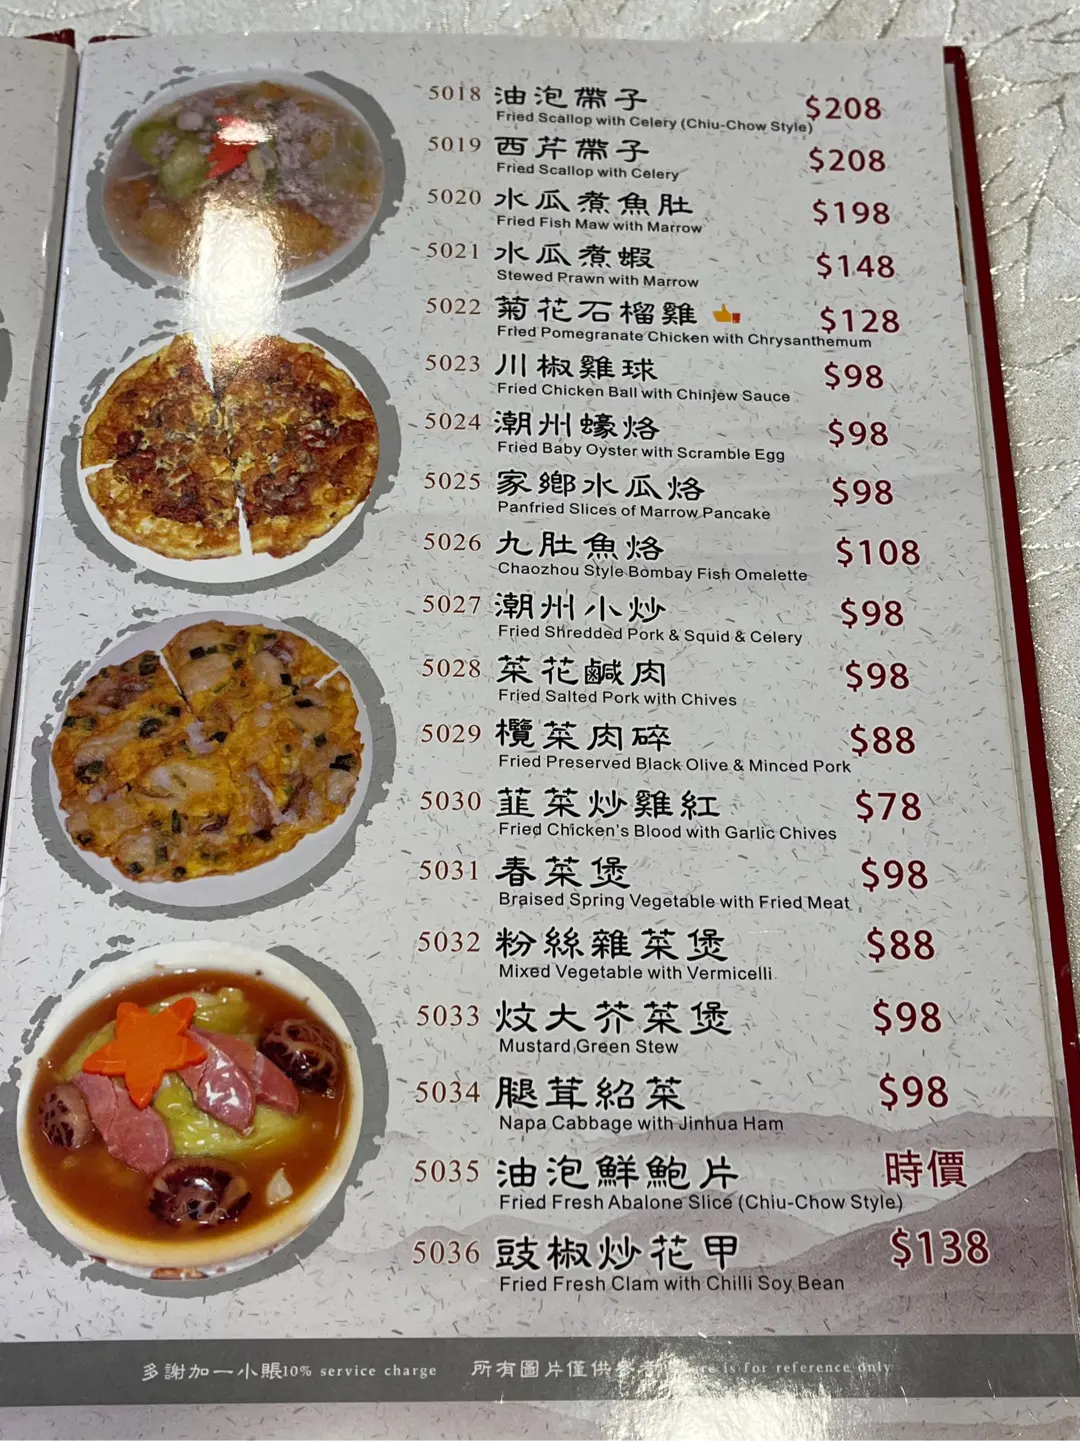 5018 油泡帶子 $208
Fried Scallop with Celery (Chiu-Chow Style)
5019 西芹帶子 $208
Fried Scallop with Celery
5020 水瓜煮魚肚 $198
Fried Fish Maw with Marrow
5021 水瓜煮蝦 $148
Stewed Prawn with Marrow
5022 菊花石榴雞 $128
Fried Pomegranate Chicken with Chrysanthemum
5023 川椒雞球 $98
Fried Chicken Ball with Chinjew Sauce
5024 潮州蠔烙 $98
Fried Baby Oyster with Scramble Egg
5025 家鄉水瓜烙 $98
Panfried Slices of Marrow Pancake
5026 九肚魚烙 $108
Chaozhou Style Bombay Fish Omelette
5027 潮州小炒 $98
Fried Shredded Pork & Squid & Celery
5028 菜花鹹肉 $98
Fried Salted Pork with Chives
5029 欖菜肉碎 $88
Fried Preserved Black Olive & Minced Pork
5030 韮菜炒雞紅 $78
Fried Chicken's Blood with Garlic Chives
5031 春菜煲 $98
Braised Spring Vegetable with Fried Meat
5032 粉絲雜菜煲 $88
Mixed Vegetable with Vermicelli
5033 炆大芥菜煲 $98
Mustard Green Stew
5034 腿茸紹菜 $98
Napa Cabbage with Jinhua Ham
5035 油泡鮮鮑片 時價
Fried Fresh Abalone Slice (Chiu-Chow Style)
5036 豉椒炒花甲 $138
Fried Fresh Clam with Chilli Soy Bean
多謝加一小賬10% service charge 所有圖片僅供參考 is for reference only